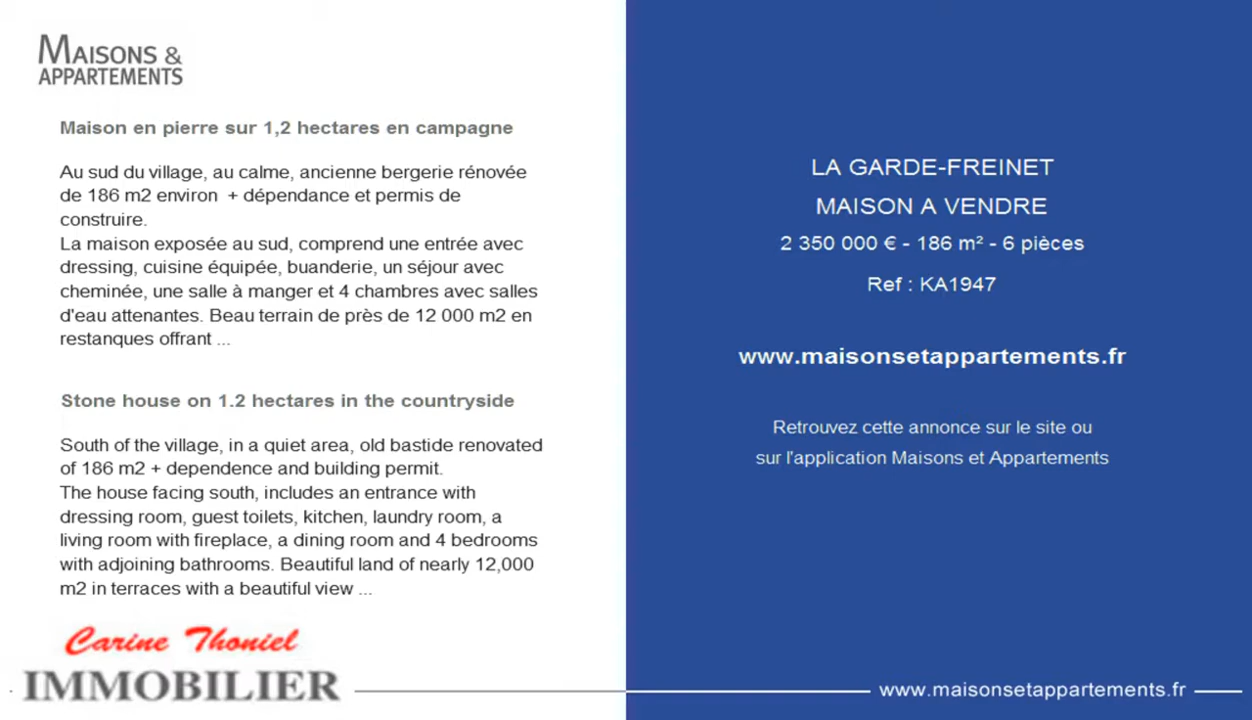 MAISONS &
APPARTEMENTS
Maison en pierre sur 1,2 hectares en campagne
Au sud du village, au calme, ancienne bergerie rénovée
de 186 m2 environ + dépendance et permis de
construire.
La maison exposée au sud, comprend une entrée avec
dressing, cuisine équipée, buanderie, un séjour avec
cheminée, une salle à manger et 4 chambres avec salles
d'eau attenantes. Beau terrain de près de 12 000 m2 en
restanques offrant ...
Stone house on 1.2 hectares in the countryside
South of the village, in a quiet area, old bastide renovated
of 186 m2 + dependence and building permit.
The house facing south, includes an entrance with
dressing room, guest toilets, kitchen, laundry room, a
living room with fireplace, a dining room and 4 bedrooms
with adjoining bathrooms. Beautiful land of nearly 12,000
m2 in terraces with a beautiful view ...
Carine Thoniel
IMMOBILIER
LA GARDE-FREINET
MAISON A VENDRE
2 350 000 € - 186 m² - 6 pièces
Ref : KA1947
www.maisonsetappartements.fr
Retrouvez cette annonce sur le site ou
sur l'application Maisons et Appartements
www.maisonsetappartements.fr